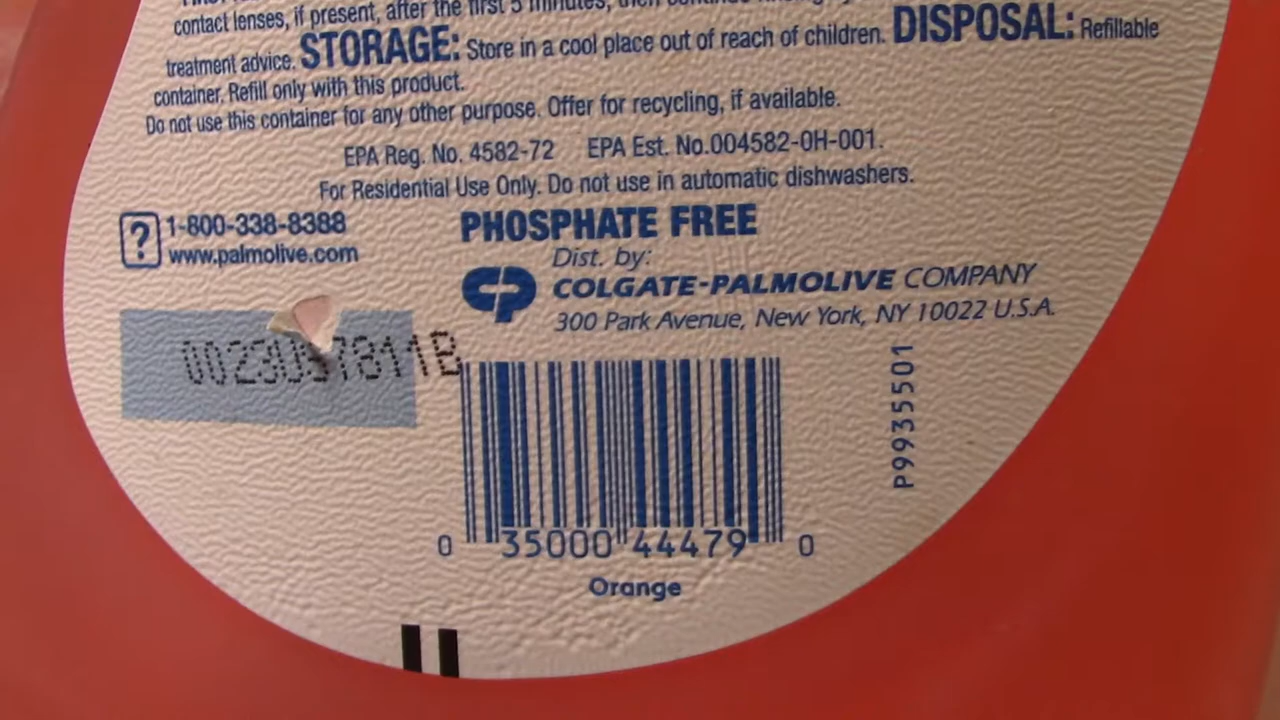 contact lenses, if present, after the first 5 minutes, then continue
treatment advice. STORAGE: Store in a cool place out of reach of children. DISPOSAL: Refillable
container. Refill only with this product.
Do not use this container for any other purpose. Offer for recycling, if available.
EPA Reg. No. 4582-72 EPA Est. No.004582-OH-001.
For Residential Use Only. Do not use in automatic dishwashers.
? 1-800-338-8388
www.palmolive.com
PHOSPHATE FREE
Dist. by:
CP COLGATE-PALMOLIVE COMPANY
300 Park Avenue, New York, NY 10022 U.S.A.
P9935501
0 35000 44479 0
Orange